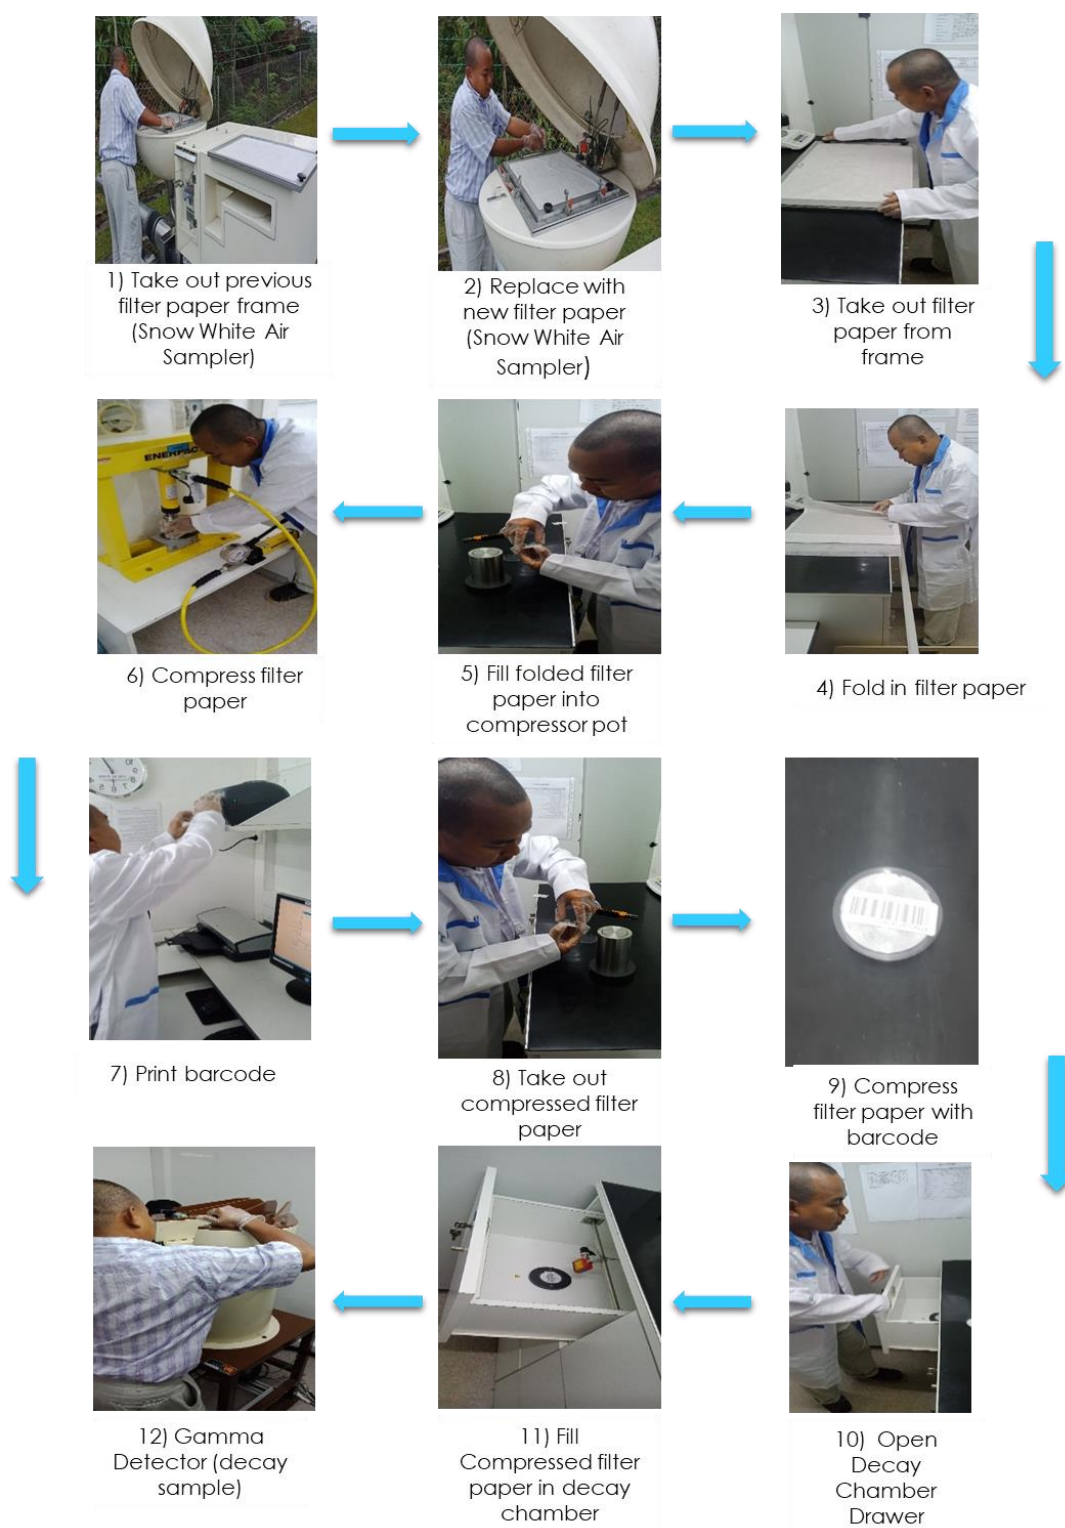 1) Take out previous
filter paper frame
(Snow White Air
Sampler)
2) Replace with
new filter paper
(Snow White Air
Sampler)
3) Take out filter
paper from
frame
ENERPAC
6) Compress filter
paper
5) Fill folded filter
paper into
compressor pot
4) Fold in filter paper
7) Print barcode
8) Take out
compressed filter
paper
9) Compress
filter paper with
barcode
12) Gamma
Detector (decay
sample)
11) Fill
Compressed filter
paper in decay
chamber
10) Open
Decay
Chamber
Drawer